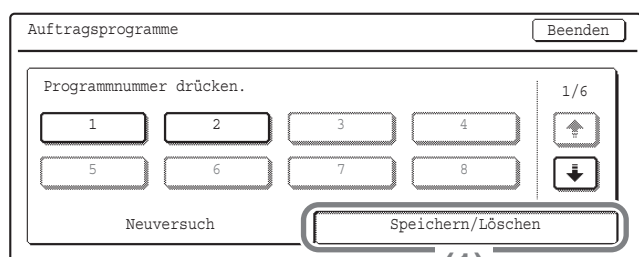 Auftragsprogramme Beenden
Programmnummer drücken. 1/6
1 2 3 4
5 6 7 8
Neuversuch Speichern/Löschen